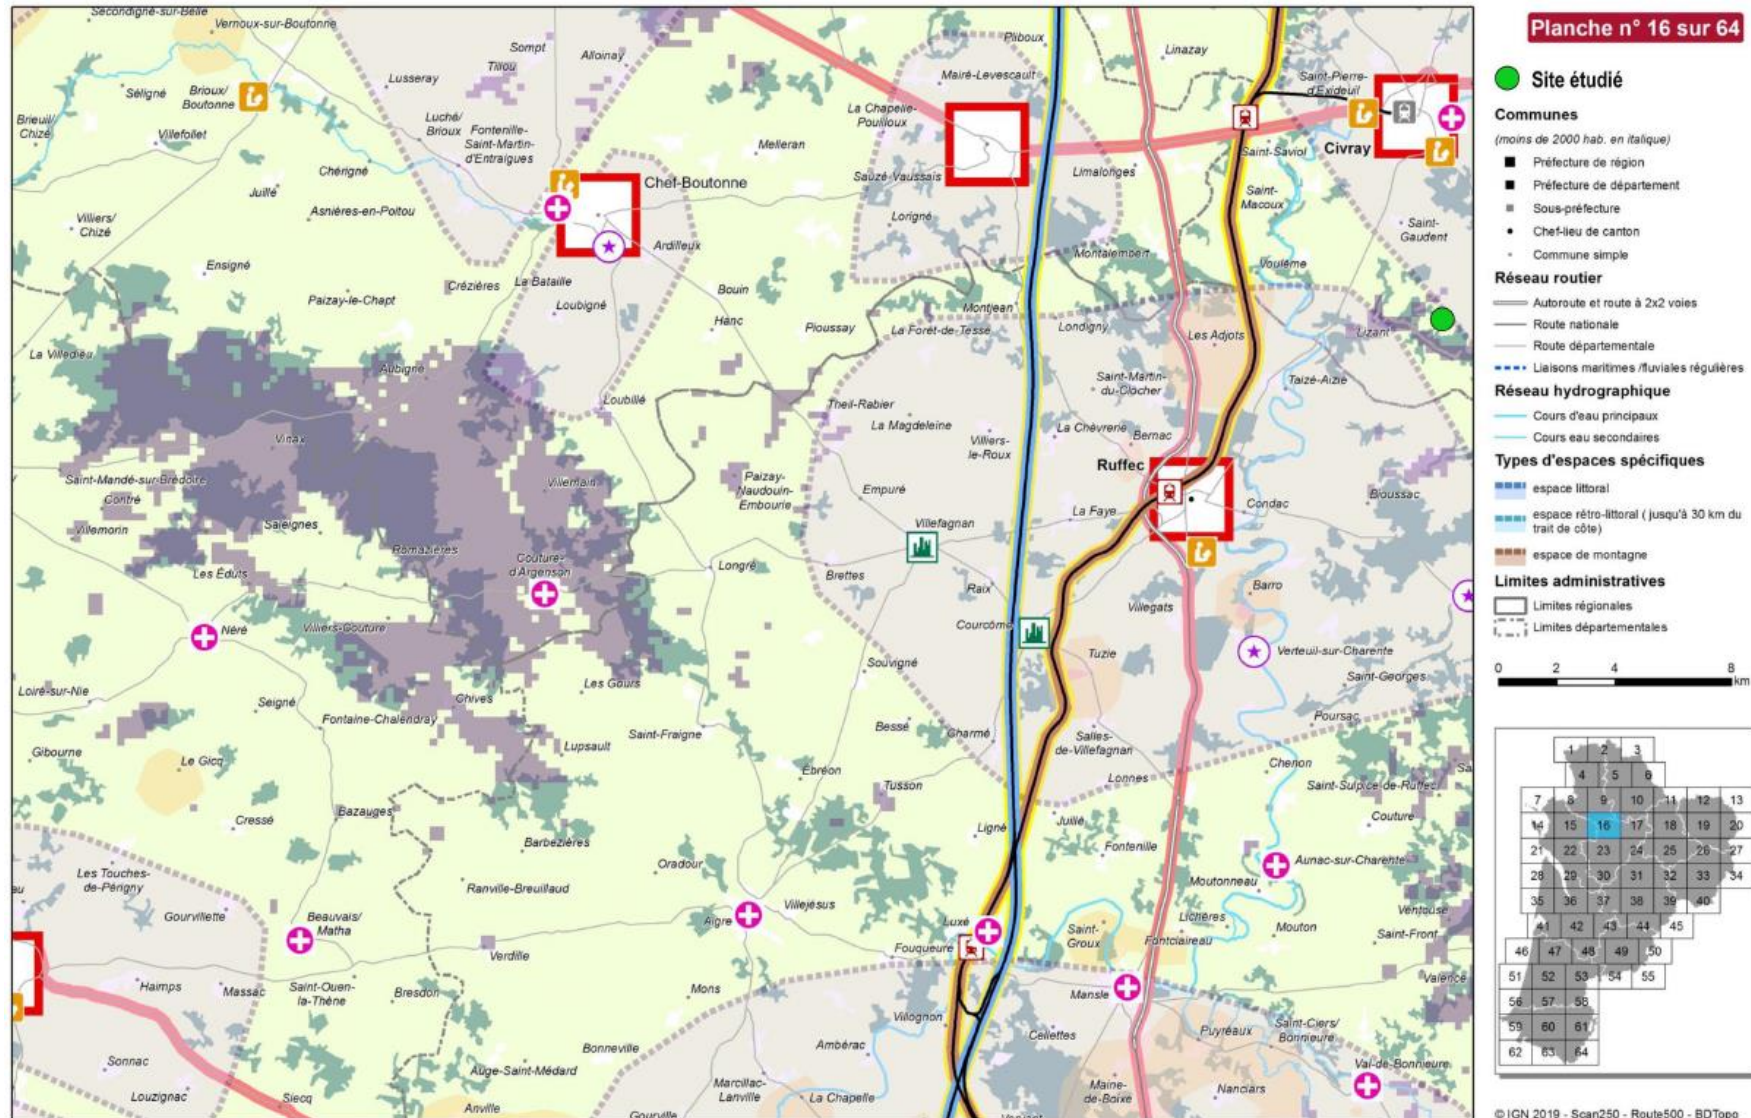 Secondigné-sur-Belle
Vernoux-sur-Boutonne
Séligné
Brioux/
Boutonne
Brieuil/
Chizé
Villefollet
Lusseray
Tillou
Sompt
Alloinay
Luché/
Brioux
Fontenille-
Saint-Martin-
d'Entraigues
Chérigné
Juillé
Asnières-en-Poitou
Villiers/
Chizé
Ensigné
Paizay-le-Chapt
Crézières
La Bataille
Loubigné
Chef-Boutonne
Ardilleux
Melleran
Bouin
Hanc
Pioussay
Pliboux
Mairé-Levescault
La Chapelle-
Pouilloux
Sauzé-Vaussais
Lorigné
Linazay
Limalonges
Montalembert
Montjean
La Forêt-de-Tessé
Londigny
Saint-Pierre-
d'Exideuil
Civray
Saint-Saviol
Saint-
Macoux
Saint-
Gaudent
Voulême
Lizant
Les Adjots
Taizé-Aizie
La Villedieu
Aubigné
Loubillé
Vinax
Saint-Mandé-sur-Brédoire
Contré
Villemorin
Saleignes
Villemain
Romazières
Les Éduts
Couture-
d'Argenson
Néré
Villiers-Couture
Loiré-sur-Nie
Seigné
Fontaine-Chalendray
Chives
Les Gours
Lupsault
Gibourne
Le Gicq
Bazauges
Cressé
Barbezières
Saint-Fraigne
Theil-Rabier
La Magdeleine
Villiers-
le-Roux
Saint-Martin-
du-Clocher
La Chèvrerie
Bernac
Ruffec
Paizay-
Naudouin-
Embourie
Empuré
Villefagnan
La Faye
Condac
Bioussac
Longré
Brettes
Raix
Courcôme
Villegats
Barro
Tuzie
Verteuil-sur-Charente
Saint-Georges
Poursac
Souvigné
Bessé
Charmé
Salles-
de-Villefagnan
Lonnes
Chenon
Saint-Sulpice-de-Ruffec
Couture
Ébréon
Tusson
Ligné
Juillé
Fontenille
Aunac-sur-Charente
Moutonneau
Lichères
Mouton
Ventouse
Saint-Front
Valence
Les Touches-
de-Périgny
Gourvillette
Beauvais/
Matha
Ranville-Breuillaud
Oradour
Aigre
Villejésus
Luxé
Fouqueure
Saint-
Groux
Fontclaireau
Verdille
Mons
Mansle
Haimps
Massac
Saint-Ouen-
la-Thène
Bresdon
Villognon
Cellettes
Puyréaux
Saint-Ciers/
Bonnieure
Val-de-Bonnieure
Sonnac
Louzignac
Siecq
Auge-Saint-Médard
Bonneville
Ambérac
Marcillac-
Lanville
La Chapelle
Maine-
de-Boixe
Nanclars
Anville
Gourville
Planche n° 16 sur 64
Site étudié
Communes
(moins de 2000 hab. en italique)
Préfecture de région
Préfecture de département
Sous-préfecture
Chef-lieu de canton
Commune simple
Réseau routier
Autoroute et route à 2x2 voies
Route nationale
Route départementale
Liaisons maritimes /fluviales régulières
Réseau hydrographique
Cours d'eau principaux
Cours eau secondaires
Types d'espaces spécifiques
espace littoral
espace rétro-littoral ( jusqu'à 30 km du
trait de côte)
espace de montagne
Limites administratives
Limites régionales
Limites départementales
0 2 4 8
km
1 2 3
4 5 6
7 8 9 10 11 12 13
14 15 16 17 18 19 20
21 22 23 24 25 26 27
28 29 30 31 32 33 34
35 36 37 38 39 40
41 42 43 44 45
46 47 48 49 50
51 52 53 54 55
56 57 58
59 60 61
62 63 64
© IGN 2019 - Scan250 - Route500 - BDTopo